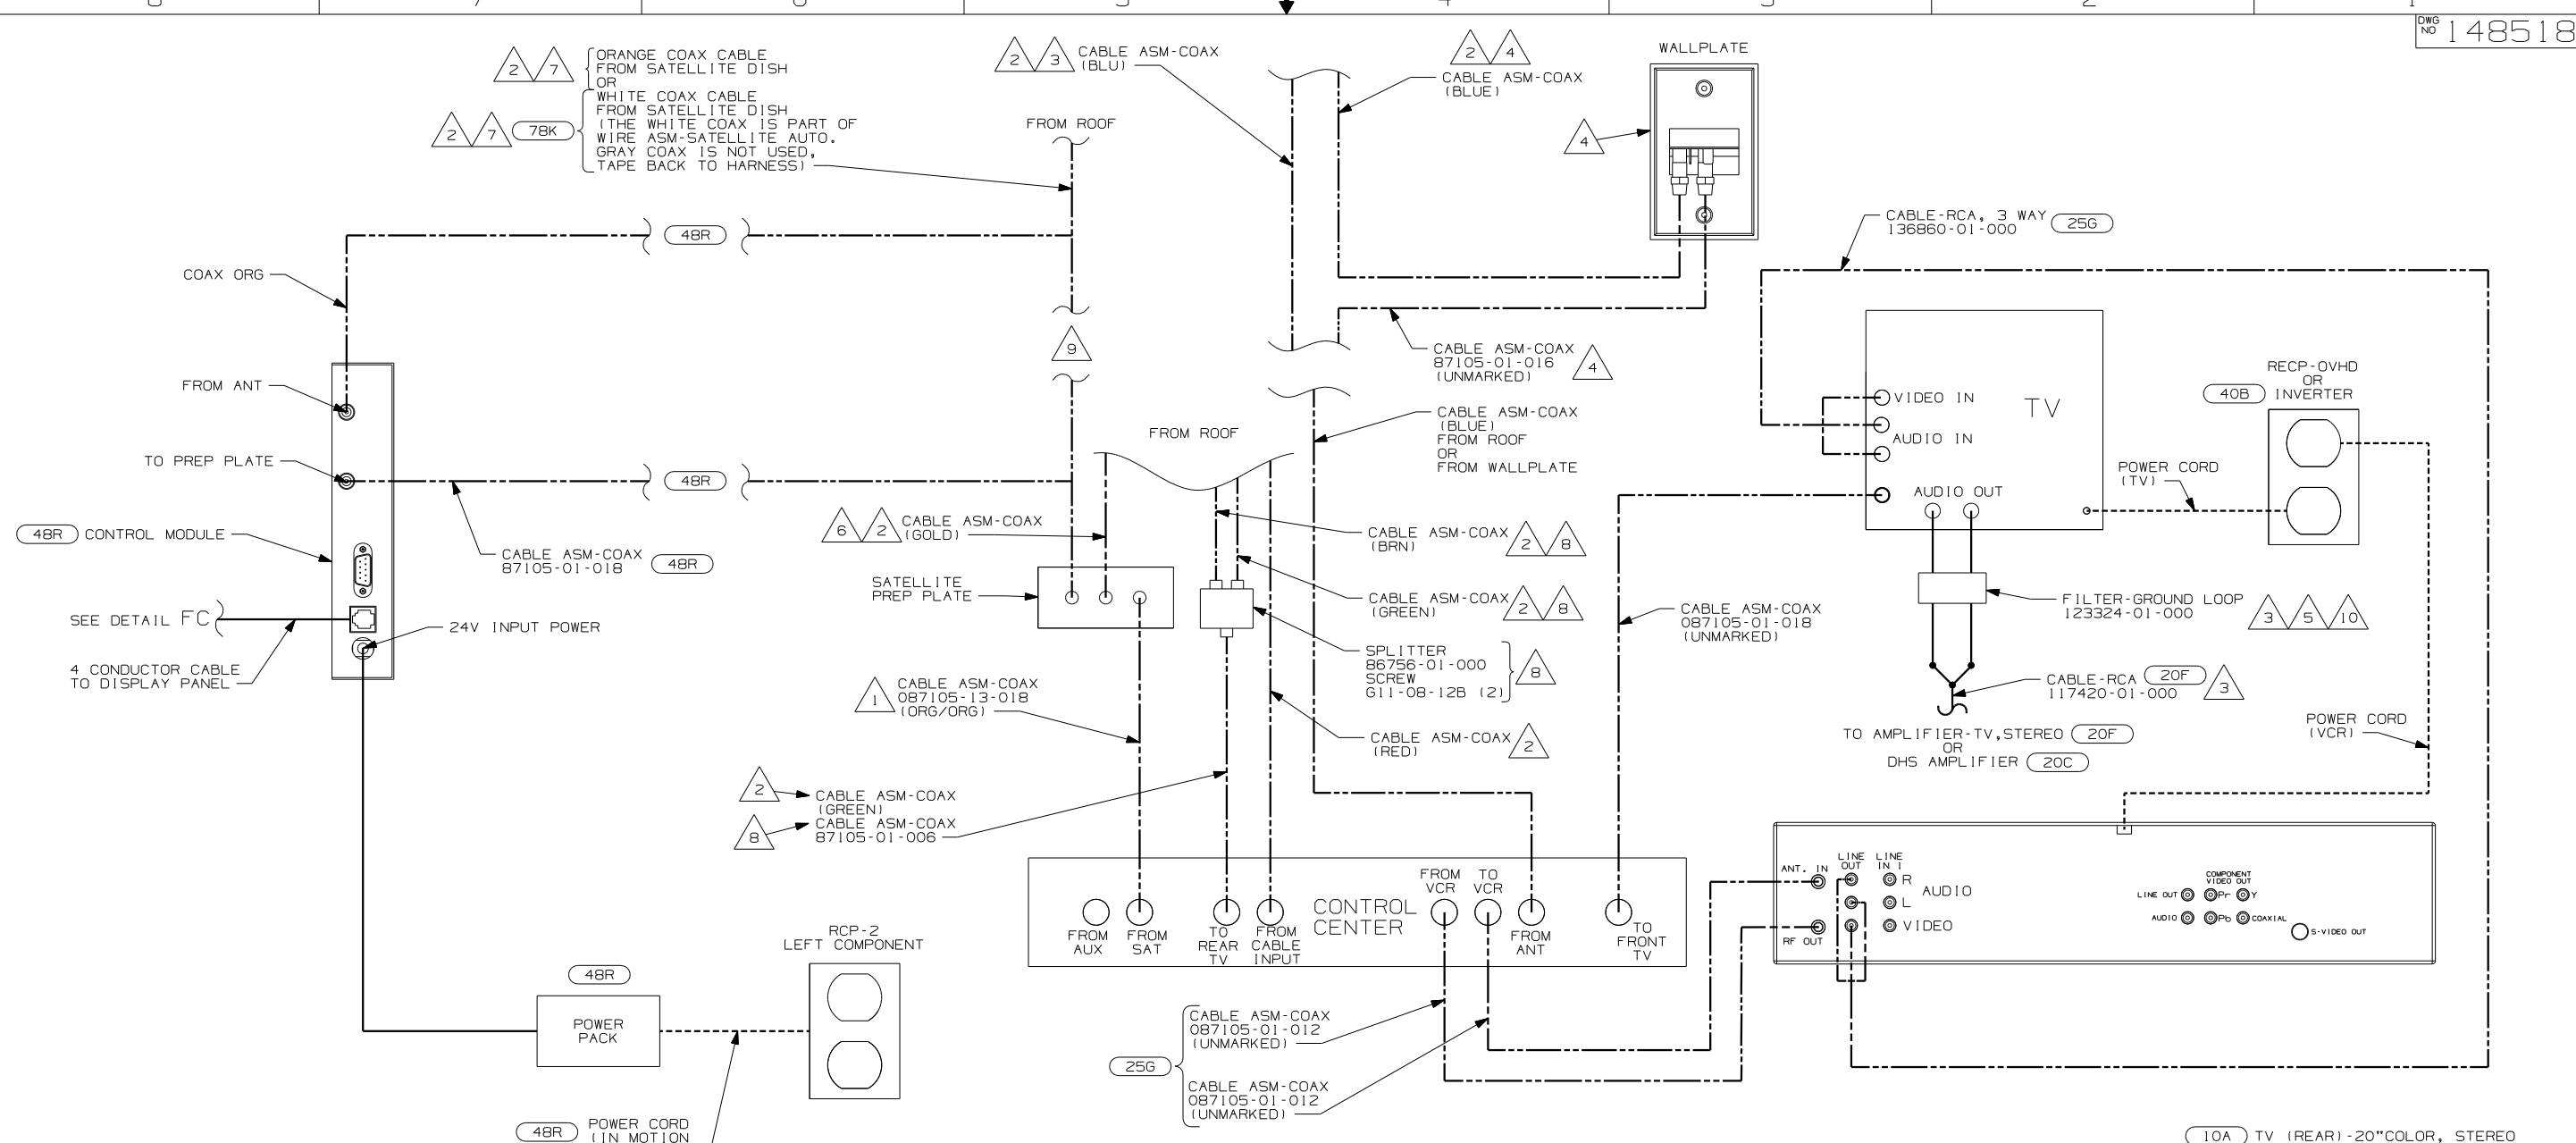 DWG
NO 148518
2 7
ORANGE COAX CABLE
FROM SATELLITE DISH
OR
2 7 78K
WHITE COAX CABLE
FROM SATELLITE DISH
(THE WHITE COAX IS PART OF
WIRE ASM-SATELLITE AUTO.
GRAY COAX IS NOT USED,
TAPE BACK TO HARNESS)
FROM ROOF
2 3 CABLE ASM-COAX
(BLU)
2 4
CABLE ASM-COAX
(BLUE)
WALLPLATE
4
CABLE-RCA, 3 WAY 25G
136860-01-000
48R
COAX ORG
9
CABLE ASM-COAX
87105-01-016
(UNMARKED)
4
FROM ANT
TO PREP PLATE
48R
48R CONTROL MODULE
CABLE ASM-COAX
87105-01-018
48R
SEE DETAIL FC
24V INPUT POWER
4 CONDUCTOR CABLE
TO DISPLAY PANEL
FROM ROOF
CABLE ASM-COAX
(BLUE)
FROM ROOF
OR
FROM WALLPLATE
6 2 CABLE ASM-COAX
(GOLD)
CABLE ASM-COAX
(BRN)
2 8
SATELLITE
PREP PLATE
CABLE ASM-COAX
(GREEN)
2 8
SPLITTER
86756-01-000
SCREW
G11-08-12B (2)
8
1 CABLE ASM-COAX
087105-13-018
(ORG/ORG)
CABLE ASM-COAX
(RED)
2
2 CABLE ASM-COAX
(GREEN)
8 CABLE ASM-COAX
87105-01-006
CABLE ASM-COAX
087105-01-018
(UNMARKED)
VIDEO IN
TV
AUDIO IN
AUDIO OUT
RECP-OVHD
OR
40B INVERTER
POWER CORD
(TV)
FILTER-GROUND LOOP
123324-01-000
3 5 10
CABLE-RCA 20F
117420-01-000
3
TO AMPLIFIER-TV,STEREO 20F
OR
DHS AMPLIFIER 20C
POWER CORD
(VCR)
FROM
AUX
FROM
SAT
TO
REAR
TV
FROM
CABLE
INPUT
CONTROL
CENTER
FROM
VCR
TO
VCR
FROM
ANT
TO
FRONT
TV
ANT. IN
RF OUT
LINE
OUT
LINE
IN 1
R
AUDIO
L
VIDEO
COMPONENT
VIDEO OUT
LINE OUT Pr Y
AUDIO Pb COAXIAL
S-VIDEO OUT
RCP-2
LEFT COMPONENT
48R
POWER
PACK
25G
CABLE ASM-COAX
087105-01-012
(UNMARKED)
CABLE ASM-COAX
087105-01-012
(UNMARKED)
48R POWER CORD
(IN MOTION
10A TV (REAR)-20"COLOR, STEREO